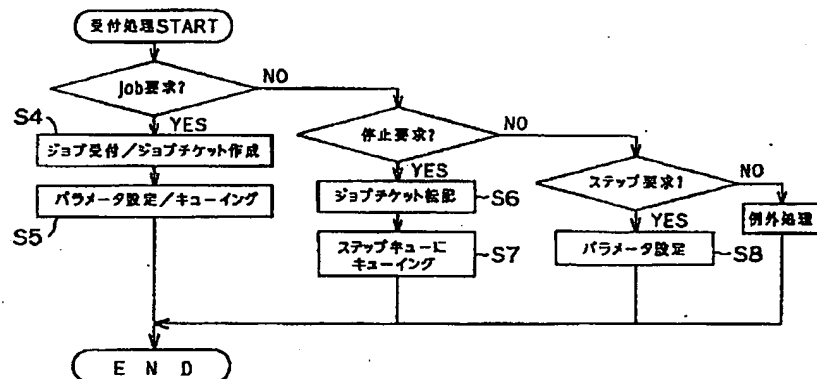 受付処理START
Job要求?
NO
YES
S4
ジョブ受付/ジョブチケット作成
パラメータ設定/キューイング
S5
停止要求?
NO
YES
ジョブチケット転記
S6
ステップキューに
キューイング
S7
ステップ要求?
NO
YES
パラメータ設定
S8
例外処理
END